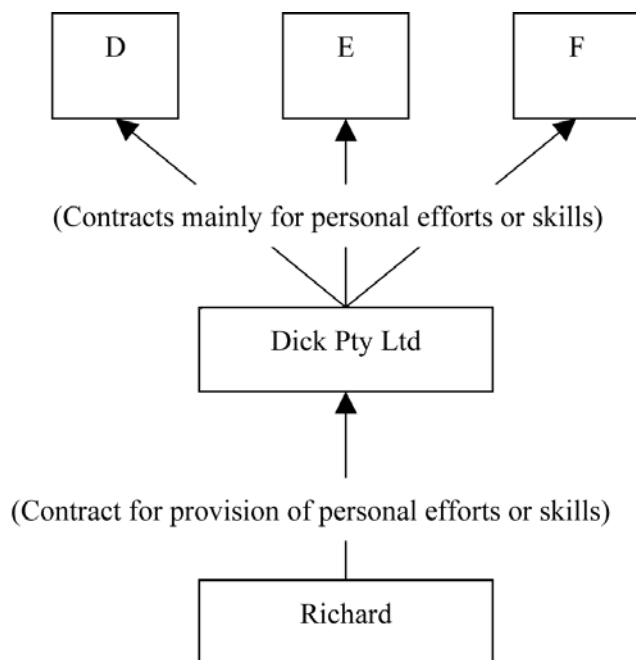 D E F
(Contracts mainly for personal efforts or skills)
Dick Pty Ltd
(Contract for provision of personal efforts or skills)
Richard